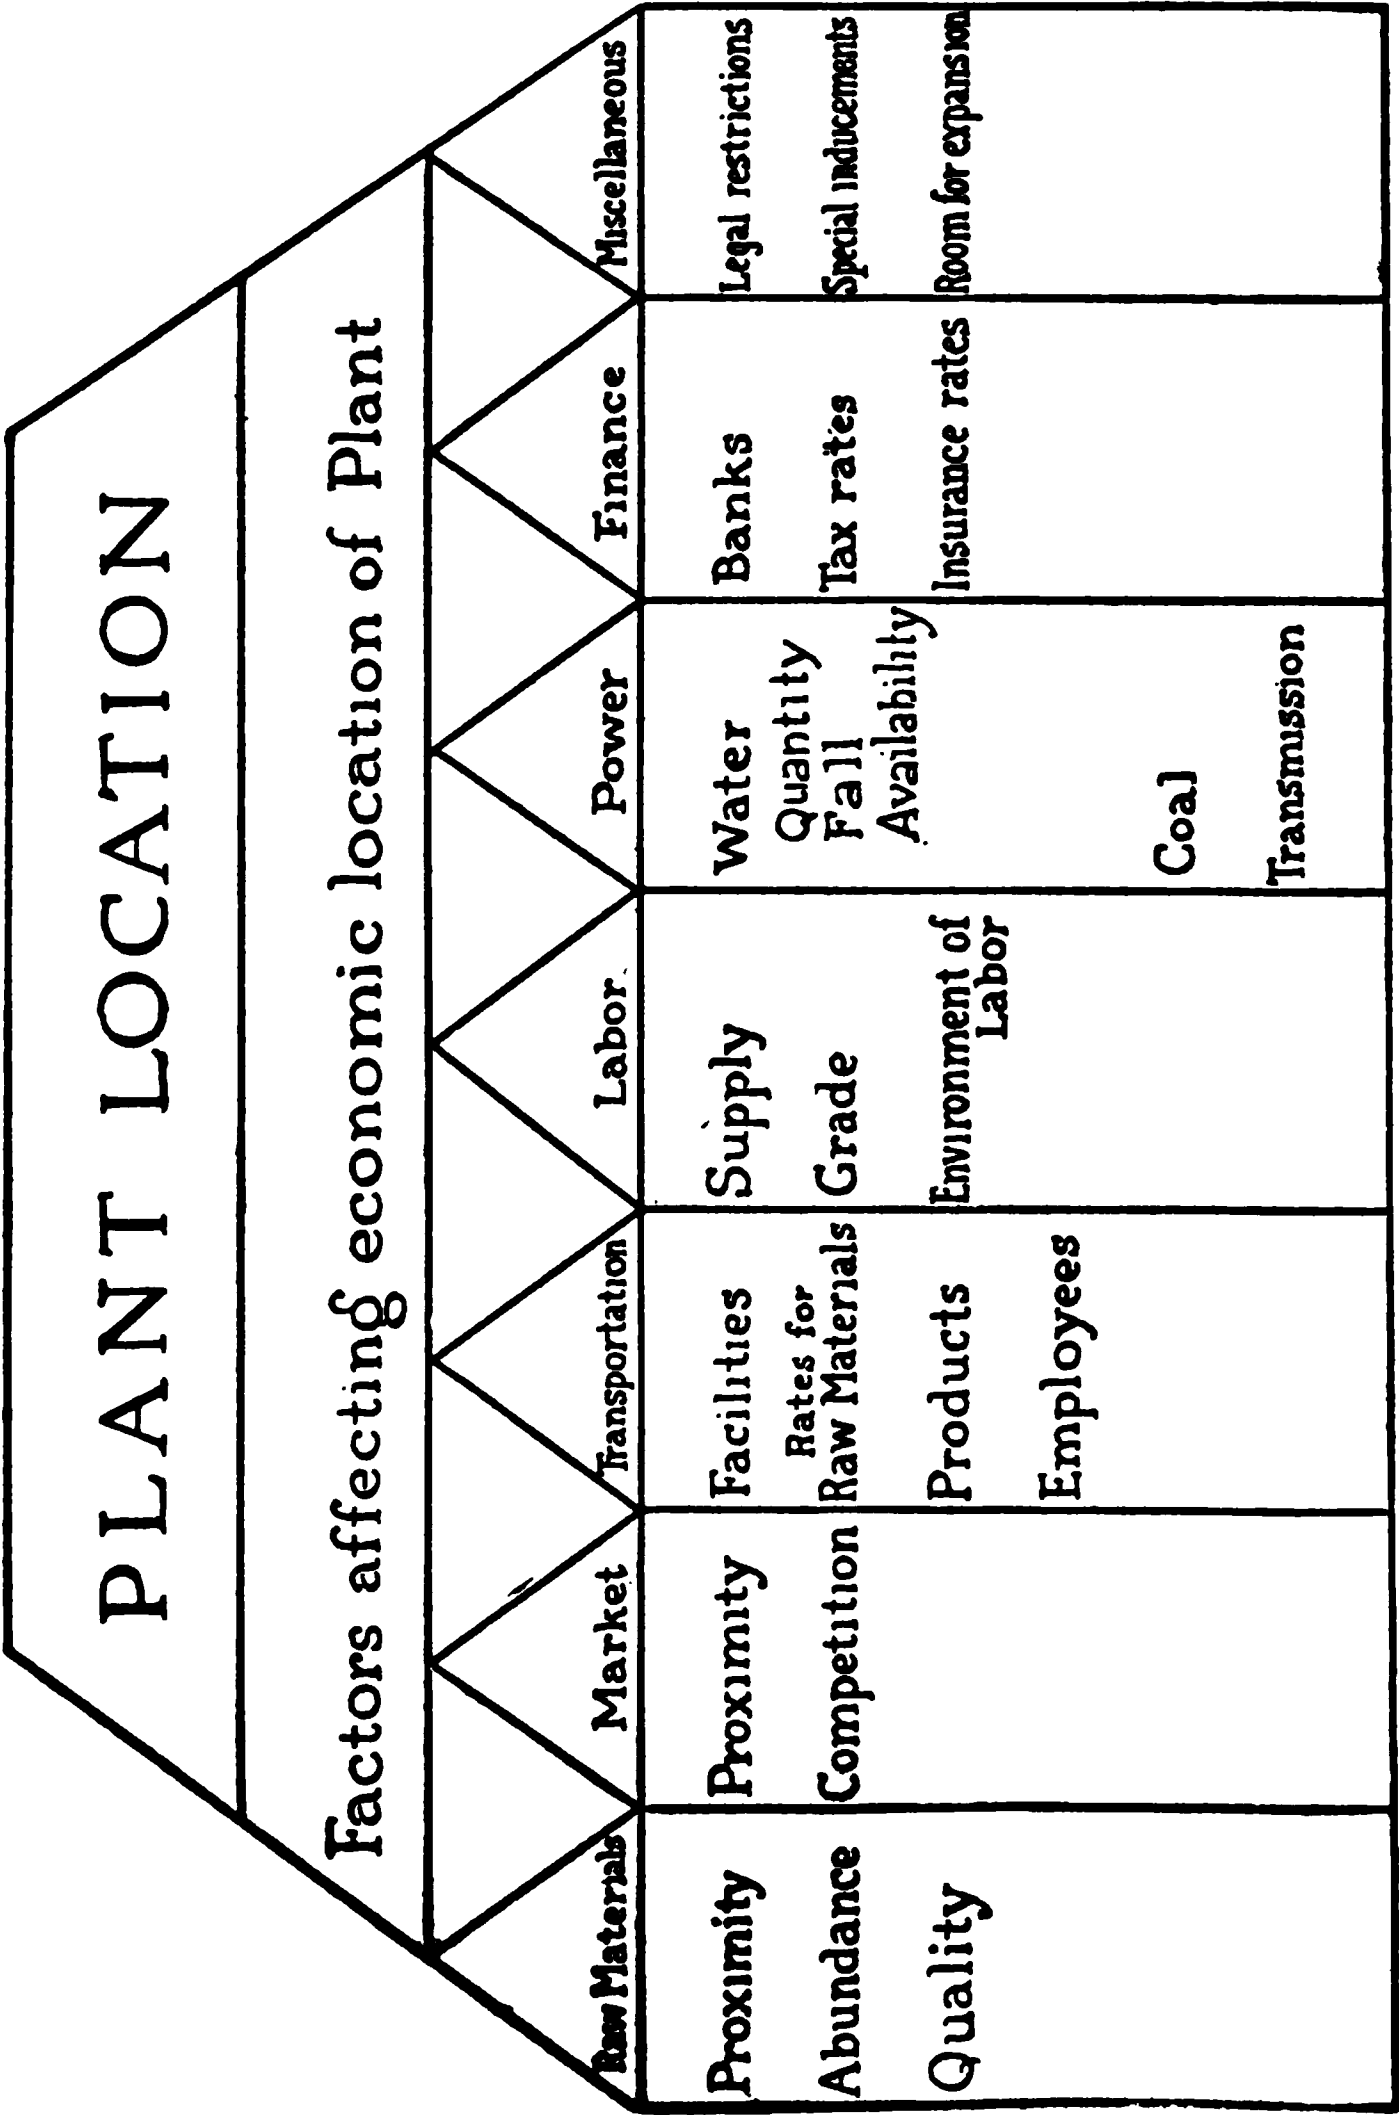 PLANT LOCATION
Factors affecting economic location of Plant
Raw Materials
Proximity
Abundance
Quality
Market
Proximity
Competition
Transportation
Facilities
Rates for
Raw Materials
Products
Employees
Labor
Supply
Grade
Environment of
Labor
Power
Water
Quantity
Fall
Availability
Coal
Transmission
Finance
Banks
Tax rates
Insurance rates
Miscellaneous
Legal restrictions
Special inducements
Room for expansion